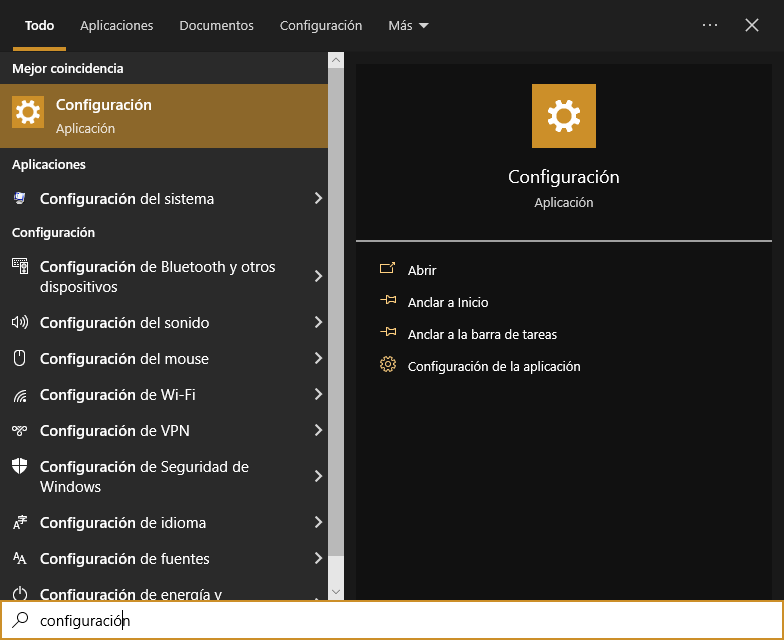 Todo Aplicaciones Documentos Configuración Más
Mejor coincidencia
Configuración
Aplicación
Aplicaciones
Configuración del sistema
Configuración
Configuración de Bluetooth y otros
dispositivos
Configuración del sonido
Configuración del mouse
Configuración de Wi-Fi
Configuración de VPN
Configuración de Seguridad de
Windows
Configuración de idioma
Configuración de fuentes
Configuración de energía y
Configuración
Aplicación
Abrir
Anclar a Inicio
Anclar a la barra de tareas
Configuración de la aplicación
configuración